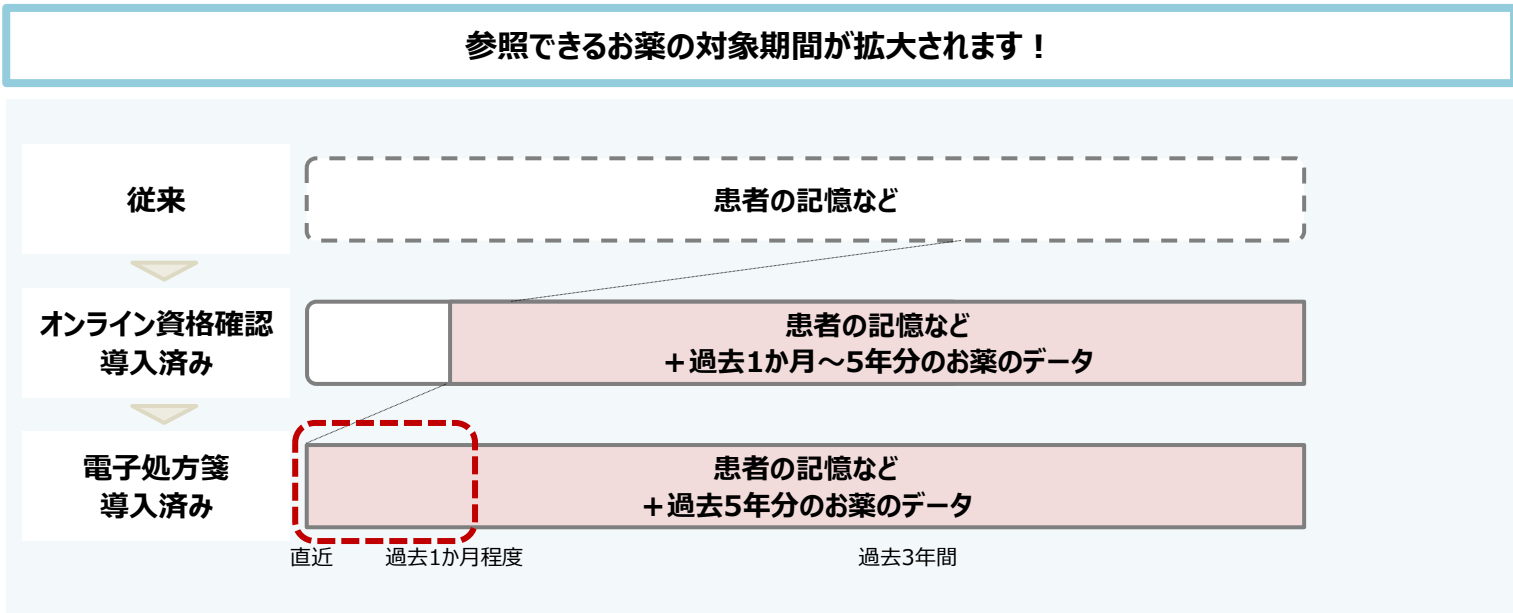 参照できるお薬の対象期間が拡大されます！
従来
患者の記憶など
オンライン資格確認
導入済み
患者の記憶など
＋過去1か月～5年分のお薬のデータ
電子処方箋
導入済み
患者の記憶など
＋過去5年分のお薬のデータ
直近
過去1か月程度
過去3年間